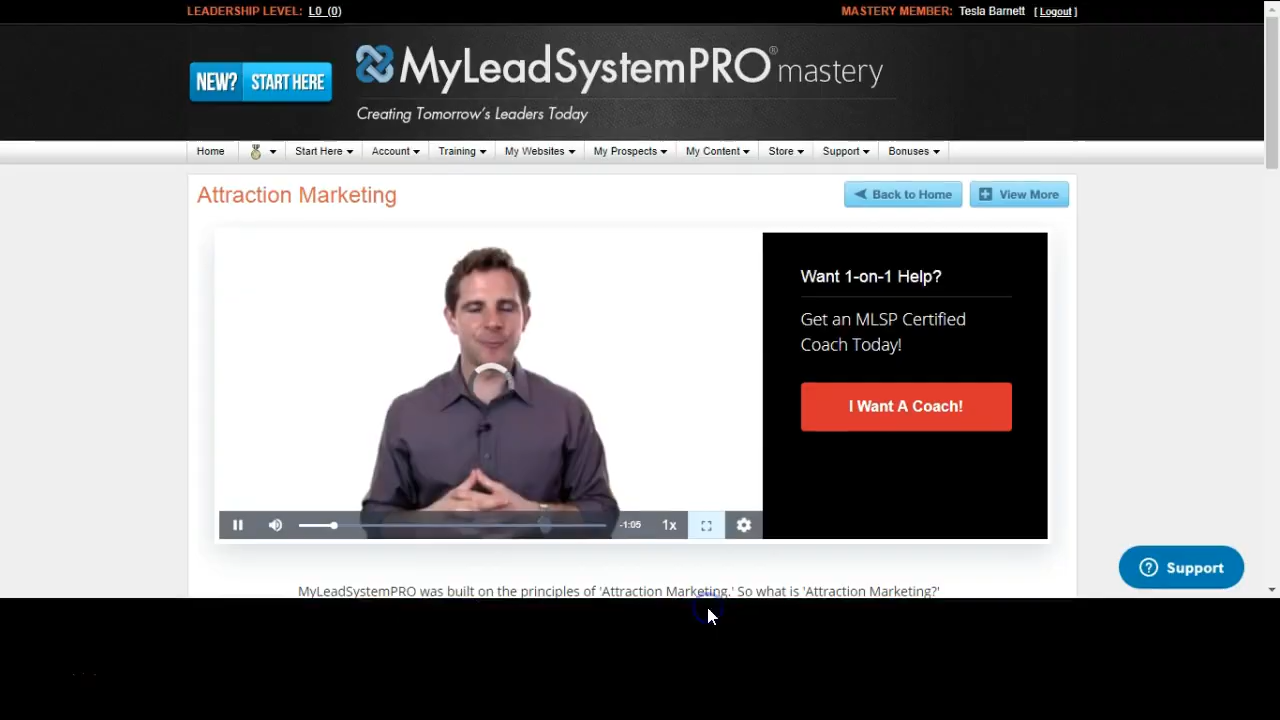 LEADERSHIP LEVEL: L0 (0)
MASTERY MEMBER: Tesla Barnett [ Logout ]
NEW? START HERE
MyLeadSystemPRO® mastery
Creating Tomorrow's Leaders Today
Home Start Here Account Training My Websites My Prospects My Content Store Support Bonuses
Attraction Marketing
Back to Home
View More
Want 1-on-1 Help?
Get an MLSP Certified
Coach Today!
I Want A Coach!
-1:05 1x
Support
MyLeadSystemPRO was built on the principles of 'Attraction Marketing.' So what is 'Attraction Marketing?'